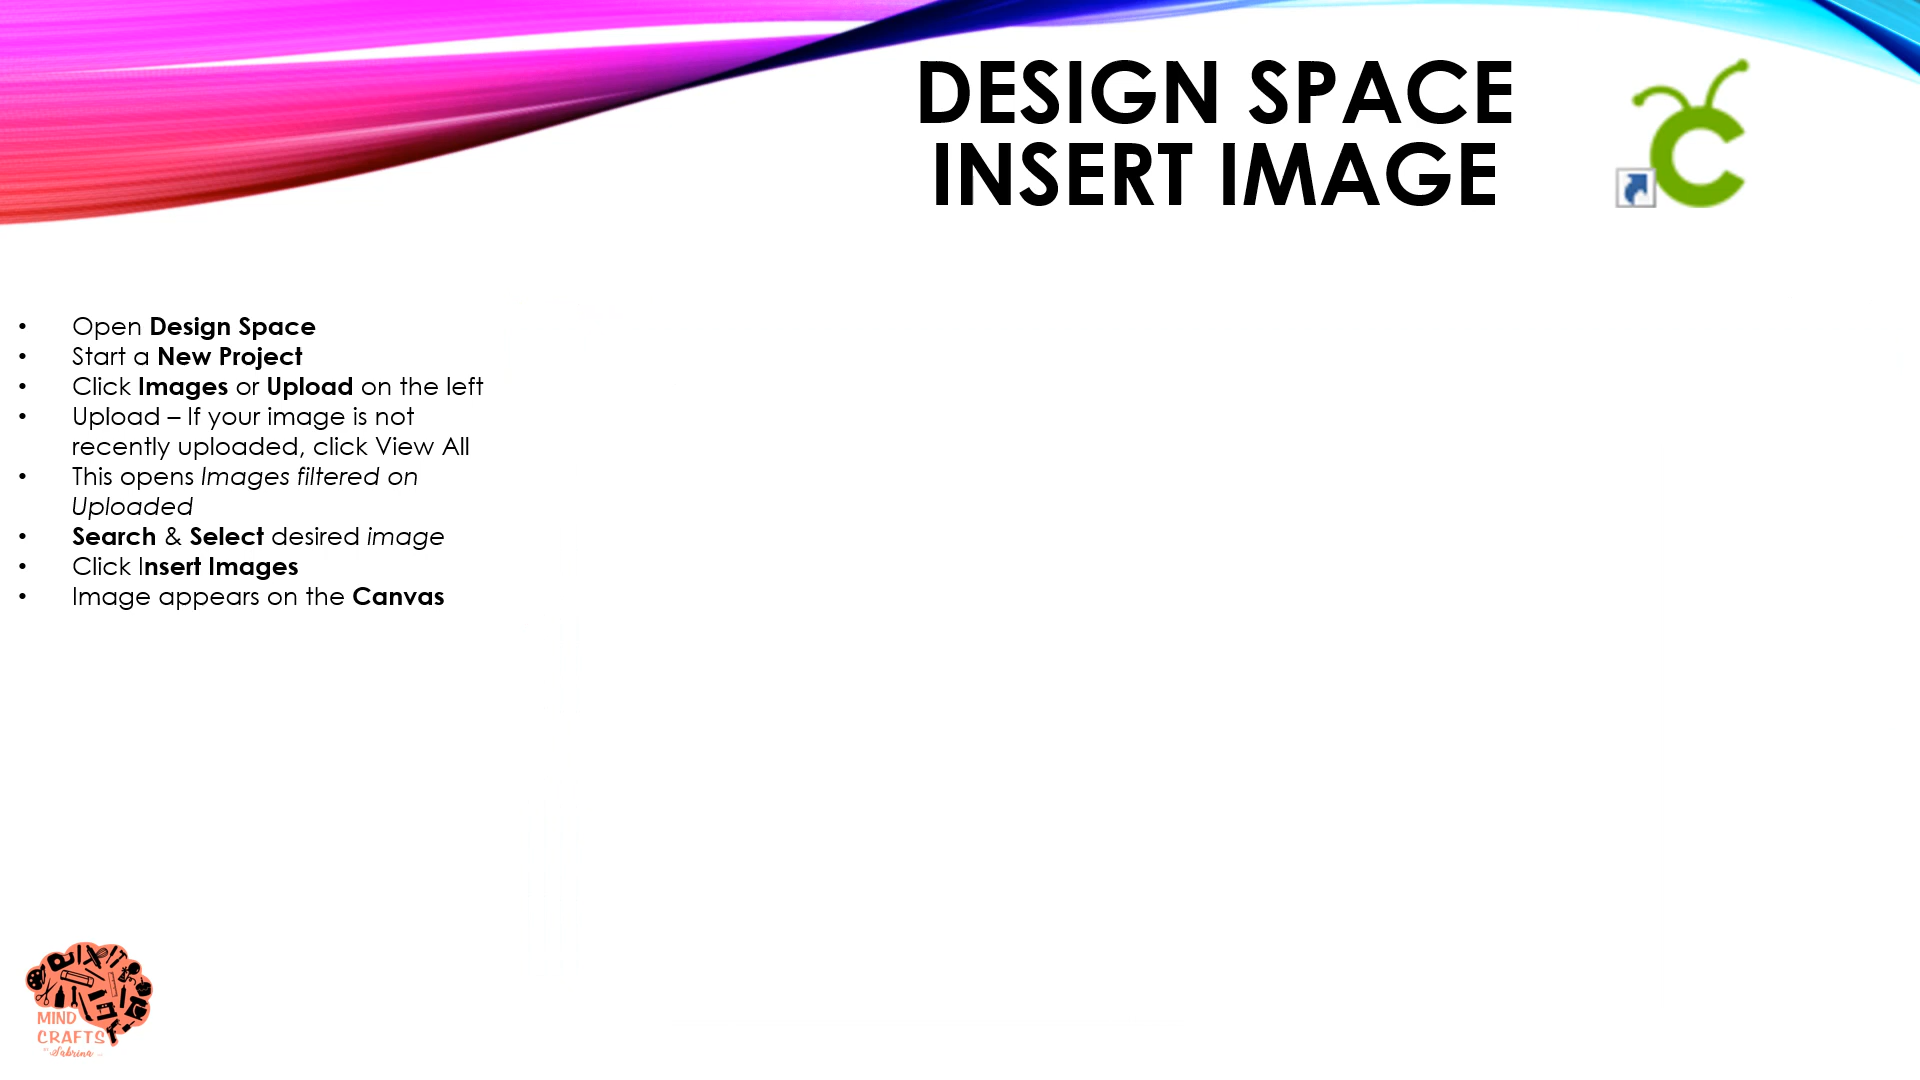 DESIGN SPACE
INSERT IMAGE
• Open Design Space
• Start a New Project
• Click Images or Upload on the left
• Upload – If your image is not
recently uploaded, click View All
• This opens Images filtered on
Uploaded
• Search & Select desired image
• Click Insert Images
• Image appears on the Canvas
MIND
CRAFTS
Sabrina